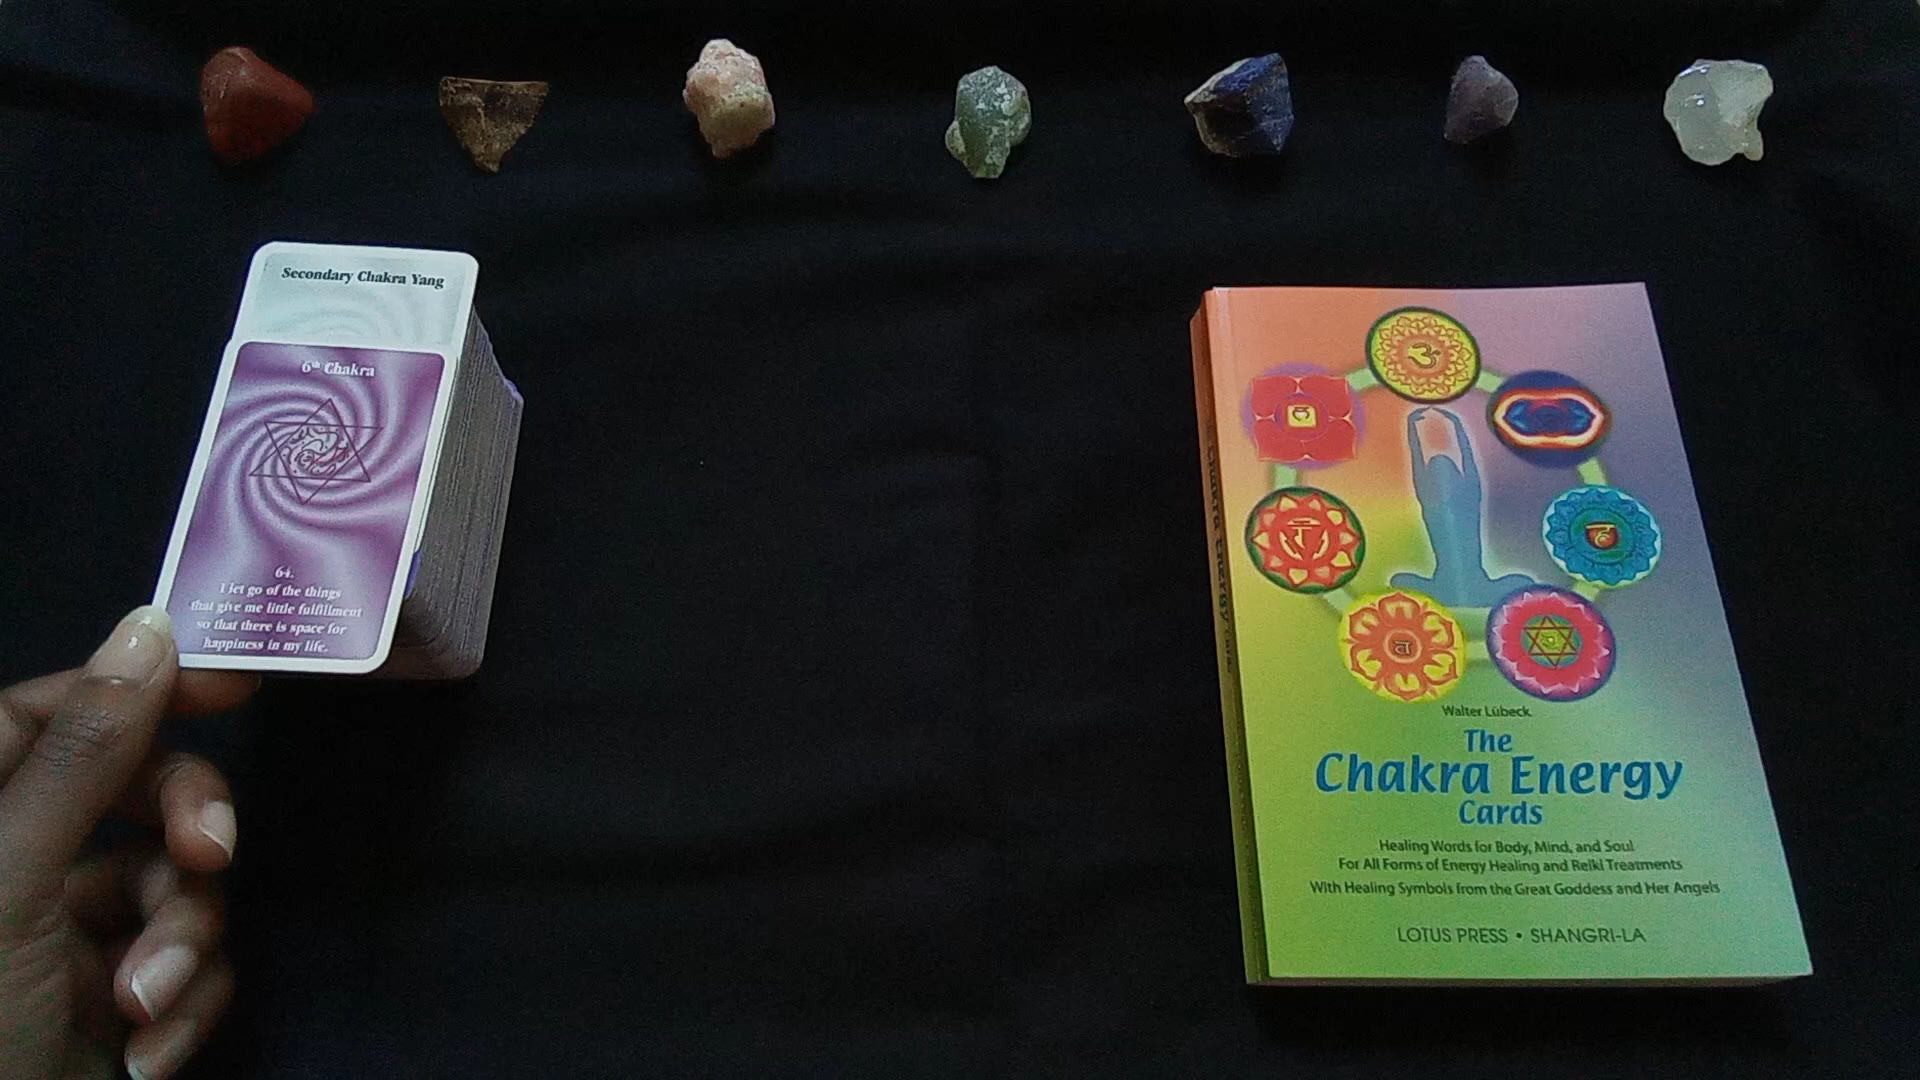 Secondary Chakra Yang
6th Chakra
64.
I let go of the things
that give me little fulfillment
so that there is space for
happiness in my life.
Chakra Energy
Walter Lübeck
The
Chakra Energy
Cards
Healing Words for Body, Mind, and Soul
For All Forms of Energy Healing and Reiki Treatments
With Healing Symbols from the Great Goddess and Her Angels
LOTUS PRESS • SHANGRI-LA